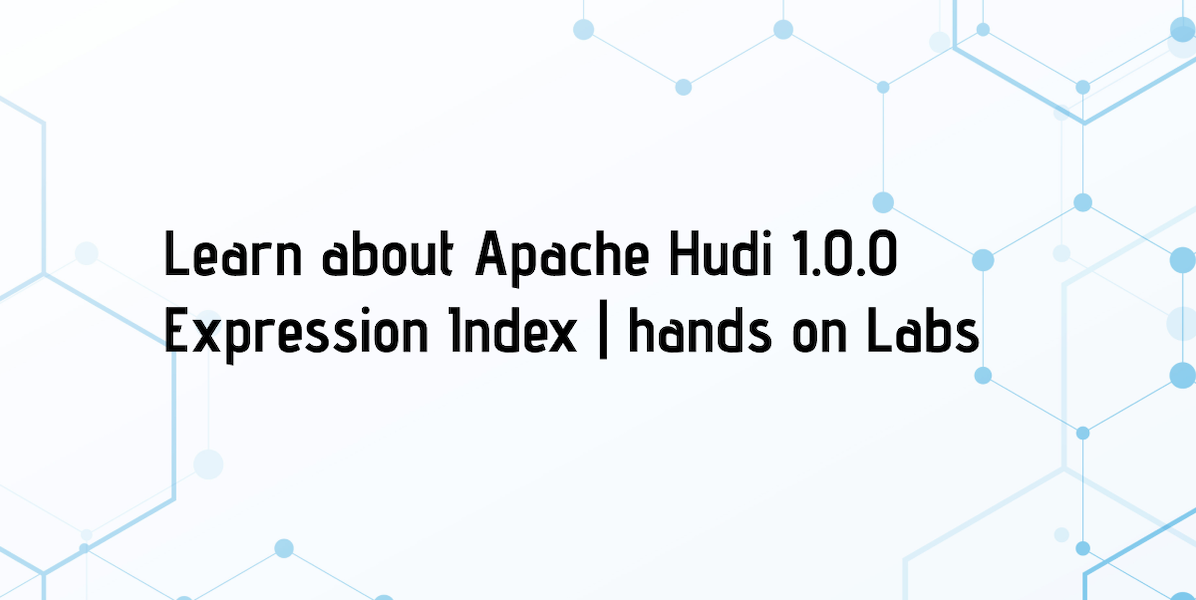 Learn about Apache Hudi 1.0.0
Expression Index | hands on Labs